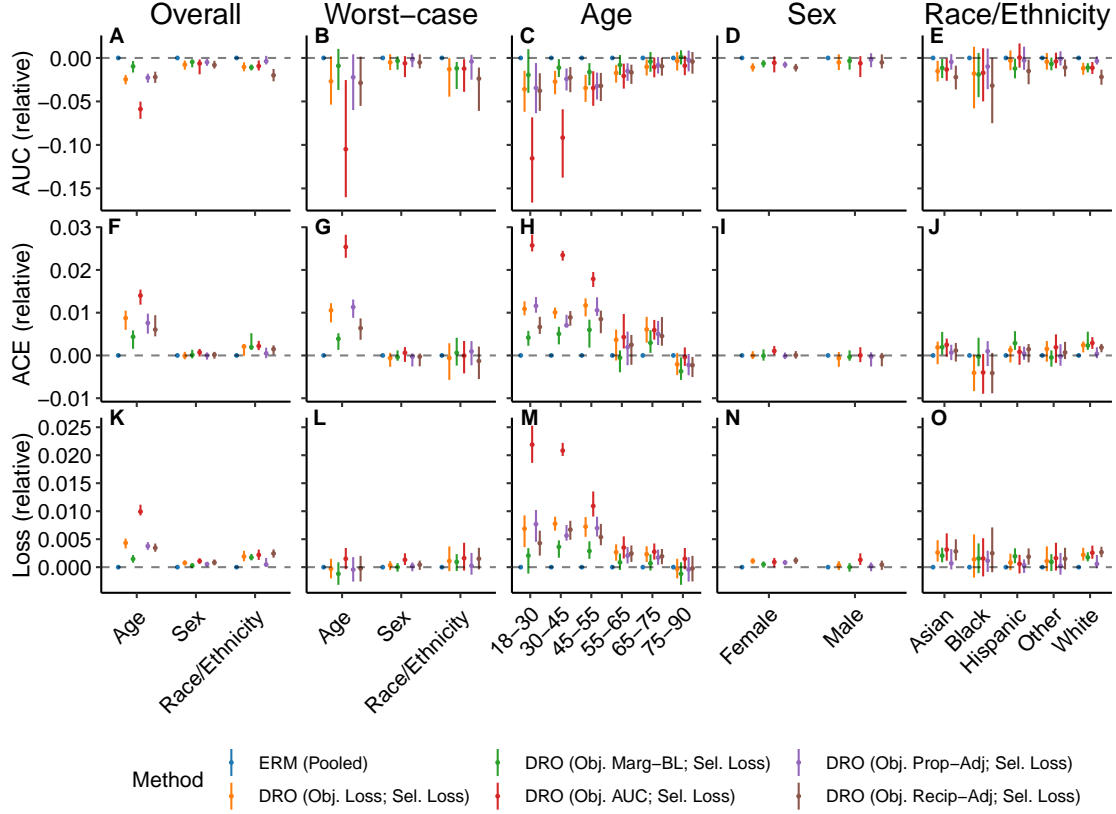 Overall Worst−case Age Sex Race/Ethnicity
A B C D E
AUC (relative)
0.00
−0.05
−0.10
−0.15
F G H I J
ACE (relative)
0.03
0.02
0.01
0.00
−0.01
K L M N O
Loss (relative)
0.025
0.020
0.015
0.010
0.005
0.000
Age Sex Race/Ethnicity Age Sex Race/Ethnicity 18−30 30−45 45−55 55−65 65−75 75−90 Female Male Asian Black Hispanic Other White
Method
ERM (Pooled) DRO (Obj. Marg−BL; Sel. Loss) DRO (Obj. Prop−Adj; Sel. Loss)
DRO (Obj. Loss; Sel. Loss) DRO (Obj. AUC; Sel. Loss) DRO (Obj. Recip−Adj; Sel. Loss)